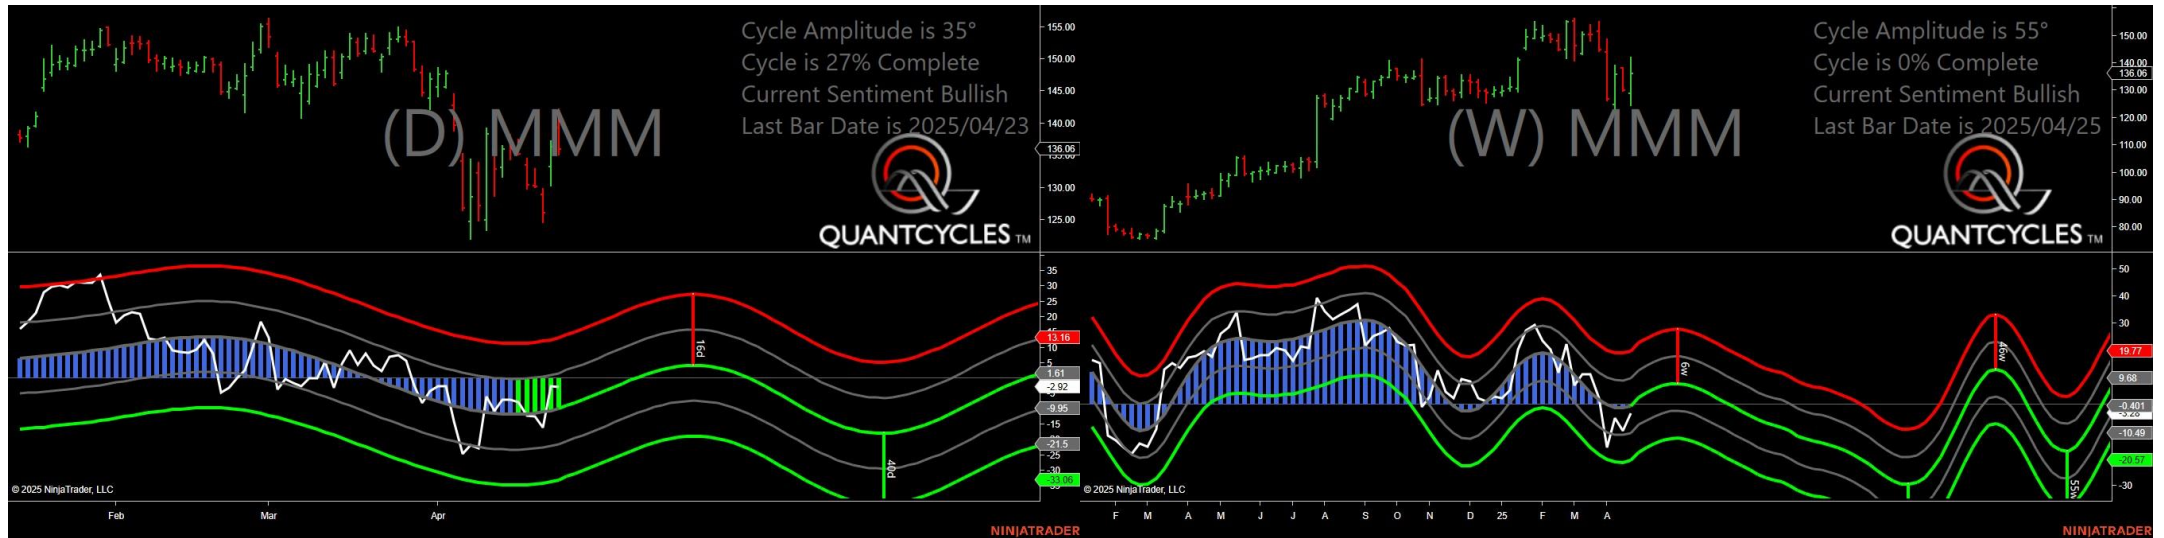 Cycle Amplitude is 35°
Cycle is 27% Complete
Current Sentiment Bullish
Last Bar Date is 2025/04/23
(D) MMM
QUANTCYCLES TM
155.00
150.00
145.00
140.00
136.06
135.00
130.00
125.00
35
30
25
20
15
13.16
10
5
1.61
-2.92
-9.95
-15
-21.5
-25
-30
-33.06
16d
40d
© 2025 NinjaTrader, LLC
Feb Mar Apr
NINJATRADER
Cycle Amplitude is 55°
Cycle is 0% Complete
Current Sentiment Bullish
Last Bar Date is 2025/04/25
(W) MMM
QUANTCYCLES TM
150.00
140.00
136.06
130.00
120.00
110.00
100.00
90.00
80.00
50
40
30
19.77
9.68
-0.401
-10.49
-20.57
-30
6w
46w
55w
© 2025 NinjaTrader, LLC
F M A M J J A S O N D 25 F M A
NINJATRADER